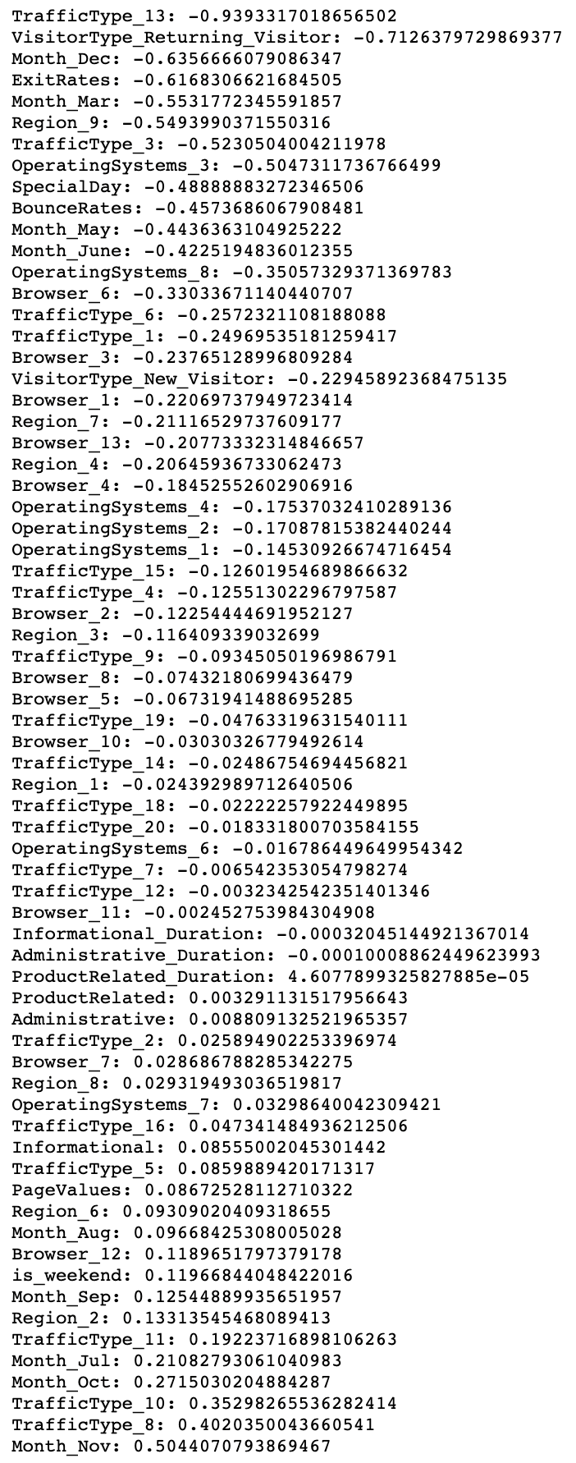 TrafficType_13: -0.9393317018656502
VisitorType_Returning_Visitor: -0.7126379729869377
Month_Dec: -0.6356666079086347
ExitRates: -0.6168306621684505
Month_Mar: -0.5531772345591857
Region_9: -0.5493990371550316
TrafficType_3: -0.5230504004211978
OperatingSystems_3: -0.5047311736766499
SpecialDay: -0.48888883272346506
BounceRates: -0.4573686067908481
Month_May: -0.4436363104925222
Month_June: -0.4225194836012355
OperatingSystems_8: -0.35057329371369783
Browser_6: -0.33033671140440707
TrafficType_6: -0.2572321108188088
TrafficType_1: -0.24969535181259417
Browser_3: -0.23765128996809284
VisitorType_New_Visitor: -0.22945892368475135
Browser_1: -0.22069737949723414
Region_7: -0.21116529737609177
Browser_13: -0.20773332314846657
Region_4: -0.20645936733062473
Browser_4: -0.18452552602906916
OperatingSystems_4: -0.17537032410289136
OperatingSystems_2: -0.17087815382440244
OperatingSystems_1: -0.14530926674716454
TrafficType_15: -0.12601954689866632
TrafficType_4: -0.12551302296797587
Browser_2: -0.12254444691952127
Region_3: -0.116409339032699
TrafficType_9: -0.09345050196986791
Browser_8: -0.07432180699436479
Browser_5: -0.06731941488695285
TrafficType_19: -0.04763319631540111
Browser_10: -0.03030326779492614
TrafficType_14: -0.02486754694456821
Region_1: -0.024392989712640506
TrafficType_18: -0.02222257922449895
TrafficType_20: -0.018331800703584155
OperatingSystems_6: -0.016786449649954342
TrafficType_7: -0.006542353054798274
TrafficType_12: -0.0032342542351401346
Browser_11: -0.002452753984304908
Informational_Duration: -0.00032045144921367014
Administrative_Duration: -0.00010008862449623993
ProductRelated_Duration: 4.6077899325827885e-05
ProductRelated: 0.003291131517956643
Administrative: 0.008809132521965357
TrafficType_2: 0.025894902253396974
Browser_7: 0.028686788285342275
Region_8: 0.029319493036519817
OperatingSystems_7: 0.03298640042309421
TrafficType_16: 0.047341484936212506
Informational: 0.08555002045301442
TrafficType_5: 0.0859889420171317
PageValues: 0.08672528112710322
Region_6: 0.09309020409318655
Month_Aug: 0.09668425308005028
Browser_12: 0.1189651797379178
is_weekend: 0.11966844048422016
Month_Sep: 0.12544889935651957
Region_2: 0.13313545468089413
TrafficType_11: 0.19223716898106263
Month_Jul: 0.21082793061040983
Month_Oct: 0.2715030204884287
TrafficType_10: 0.35298265536282414
TrafficType_8: 0.4020350043660541
Month_Nov: 0.5044070793869467